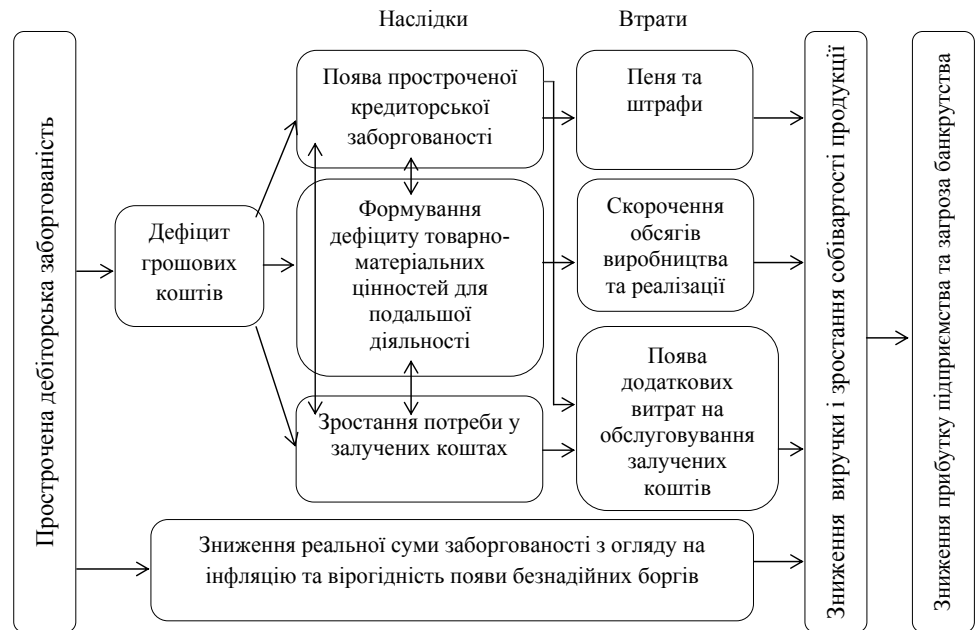 Наслідки
Втрати
Прострочена дебіторська заборгованість
Дефіцит
грошових
коштів
Поява простроченої
кредиторської
заборгованості
Формування
дефіциту товарно-
матеріальних
цінностей для
подальшої
діяльності
Зростання потреби у
залучених коштах
Пеня та
штрафи
Скорочення
обсягів
виробництва
та реалізації
Поява
додаткових
витрат на
обслуговування
залучених
коштів
Зниження реальної суми заборгованості з огляду на
інфляцію та вірогідність появи безнадійних боргів
Зниження виручки і зростання собівартості продукції
Зниження прибутку підприємства та загроза банкрутства